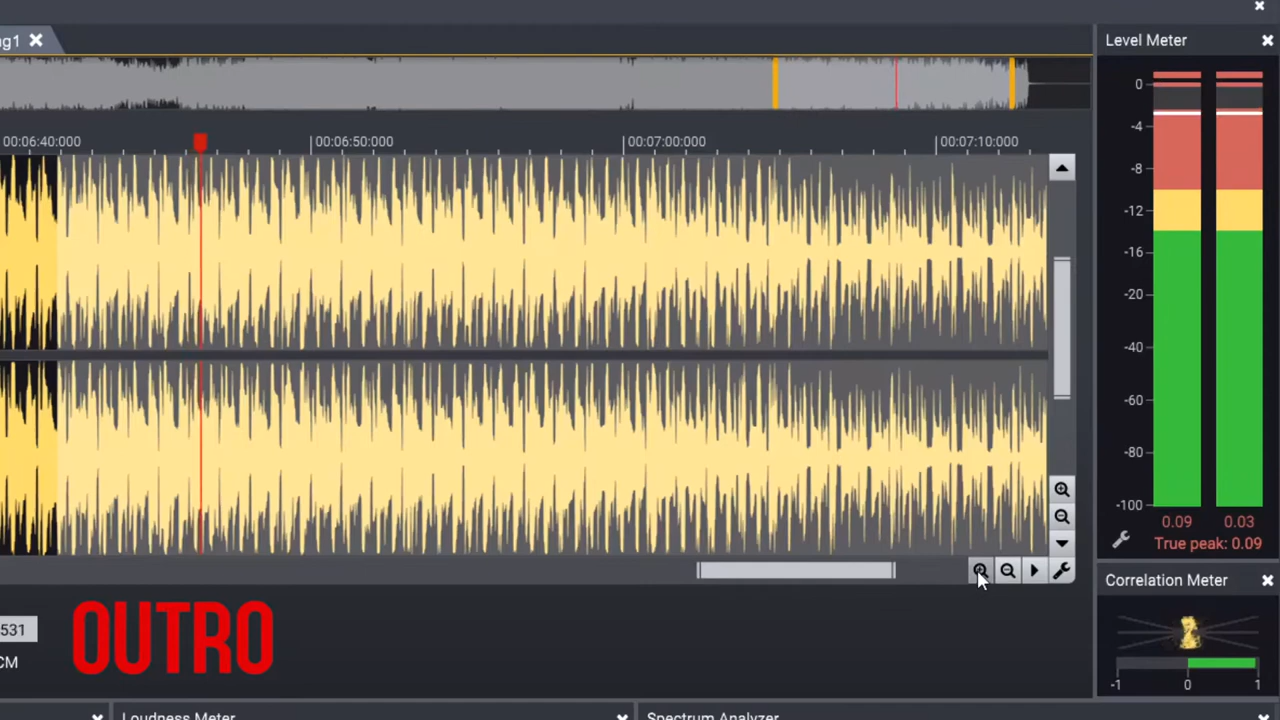 ng1
Level Meter
00:06:40:000
00:06:50:000
00:07:00:000
00:07:10:000
0
-4
-8
-12
-16
-20
-40
-60
-80
-100
0.09 0.03
True peak: 0.09
Correlation Meter
-1 0 1
531
CM
OUTRO
Loudness Meter
Spectrum Analyzer